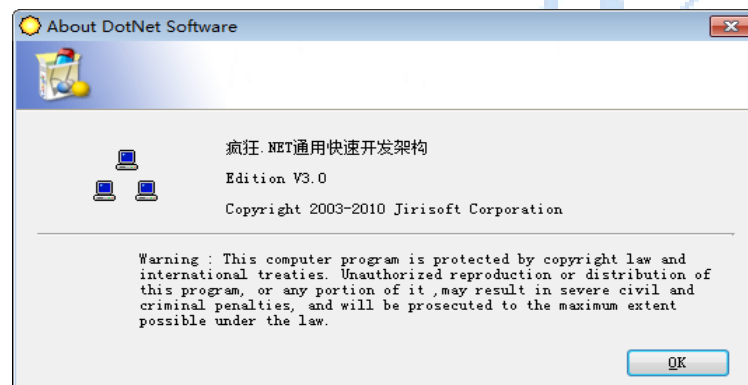 About DotNet Software
疯狂.NET通用快速开发架构
Edition V3.0
Copyright 2003-2010 Jirisoft Corporation
Warning : This computer program is protected by copyright law and
international treaties. Unauthorized reproduction or distribution of
this program, or any portion of it ,may result in severe civil and
criminal penalties, and will be prosecuted to the maximum extent
possible under the law.
OK